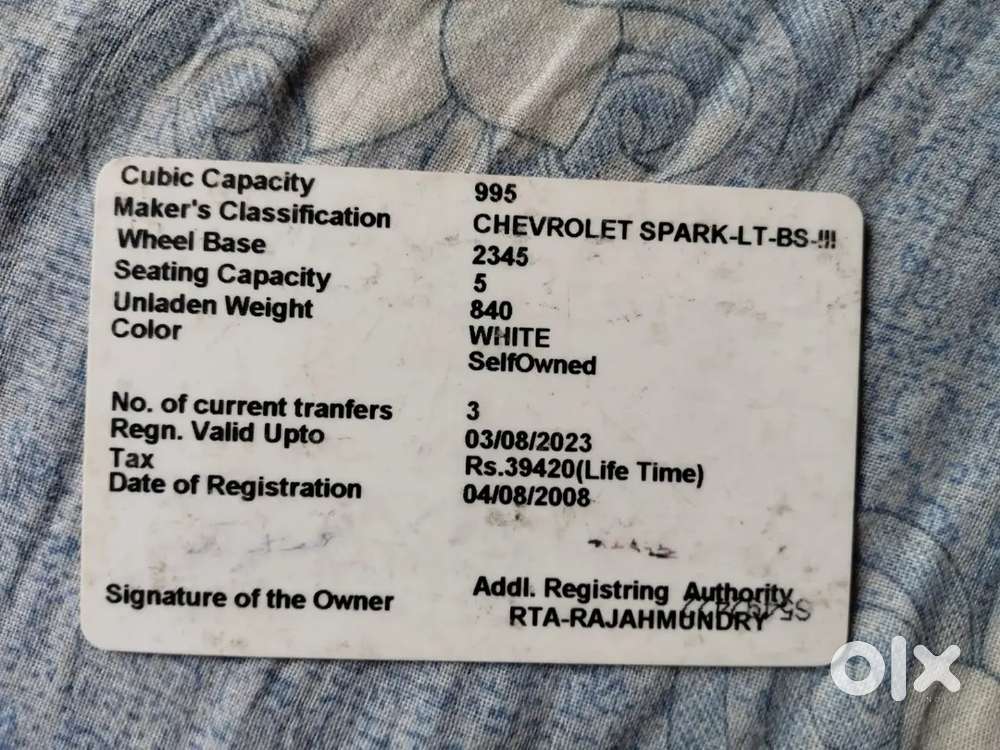 Cubic Capacity 995
Maker's Classification CHEVROLET SPARK-LT-BS-!!!
Wheel Base 2345
Seating Capacity 5
Unladen Weight 840
Color WHITE
SelfOwned
No. of current tranfers 3
Regn. Valid Upto 03/08/2023
Tax Rs.39420(Life Time)
Date of Registration 04/08/2008
Signature of the Owner
Addl. Registring Authority
RTA-RAJAHMUNDRY
olx